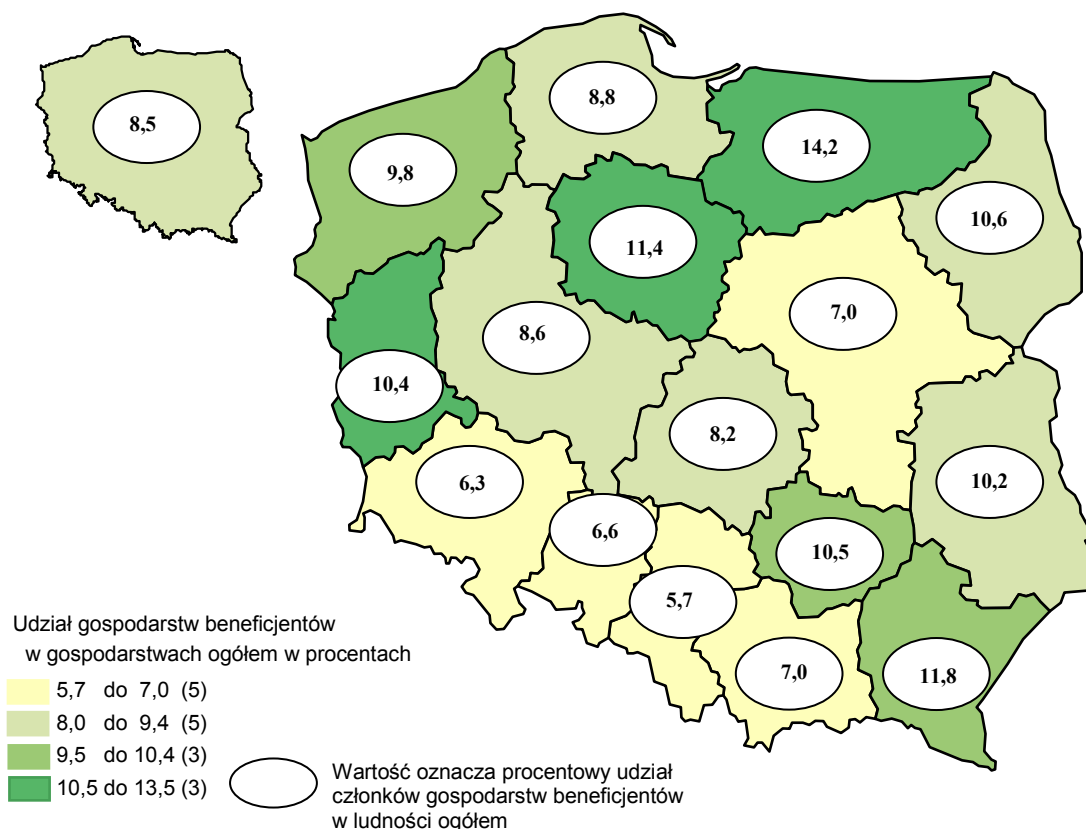 8,5
8,8
14,2
9,8
10,6
11,4
7,0
8,6
10,4
8,2
6,3
10,2
6,6
10,5
5,7
7,0
11,8
Udział gospodarstw beneficjentów
w gospodarstwach ogółem w procentach
5,7 do 7,0 (5)
8,0 do 9,4 (5)
9,5 do 10,4 (3)
10,5 do 13,5 (3)
Wartość oznacza procentowy udział
członków gospodarstw beneficjentów
w ludności ogółem